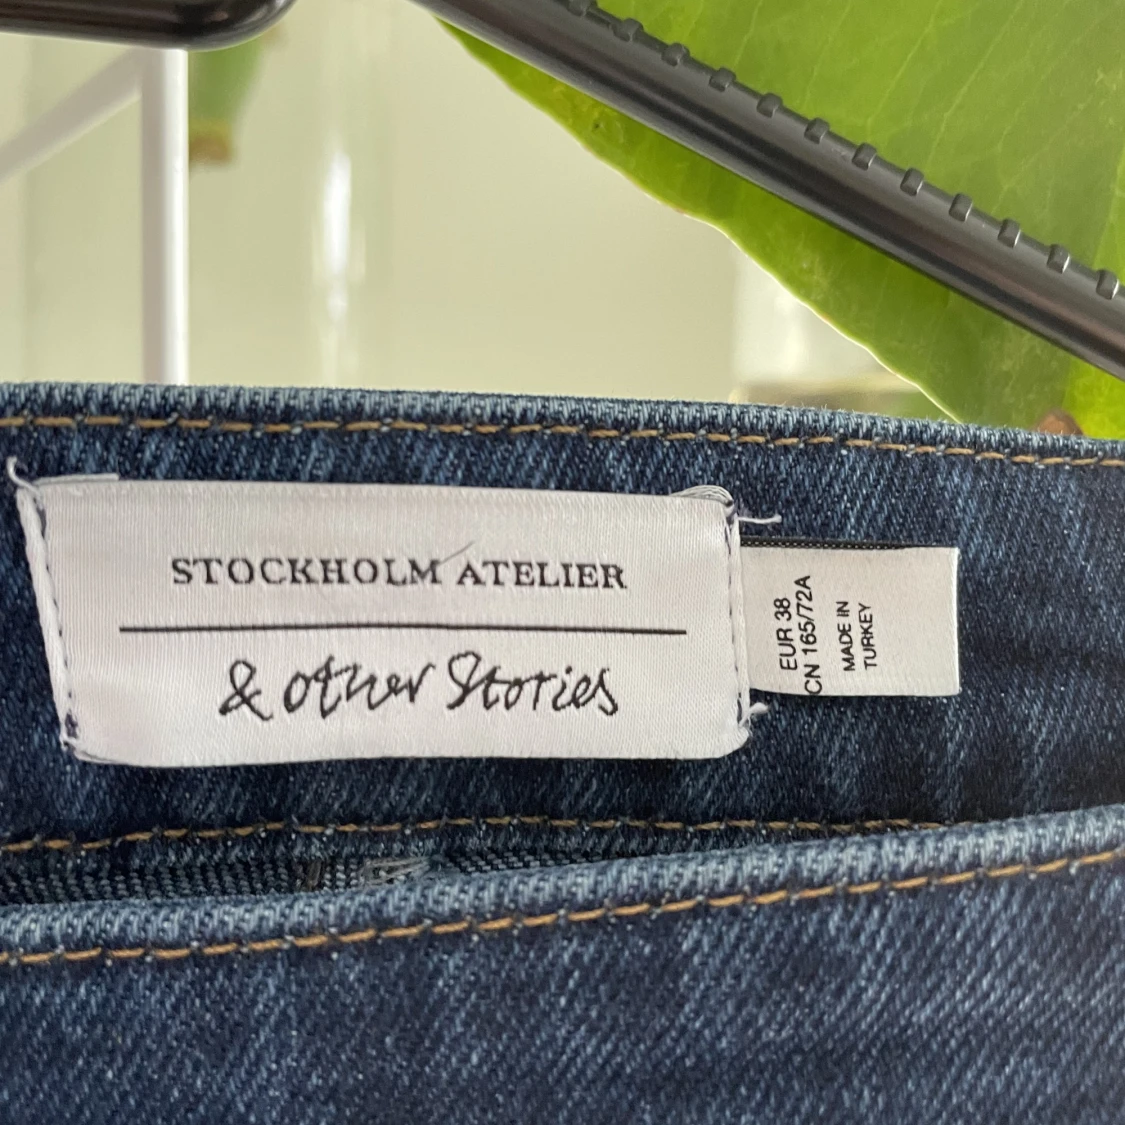 STOCKHOLM ATELIER
& other Stories
EUR 38
CN 165/72A
MADE IN
TURKEY